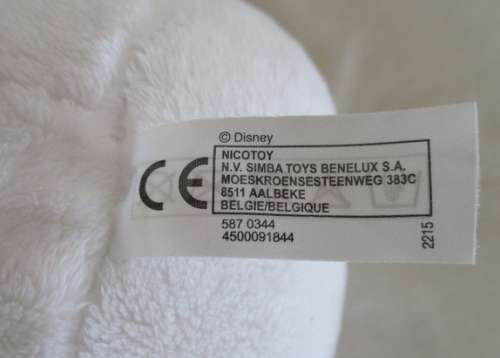 © Disney
NICOTOY
N.V. SIMBA TOYS BENELUX S.A.
MOESKROENSESTEENWEG 383C
8511 AALBEKE
BELGIE/BELGIQUE
CE
587 0344
4500091844
2215